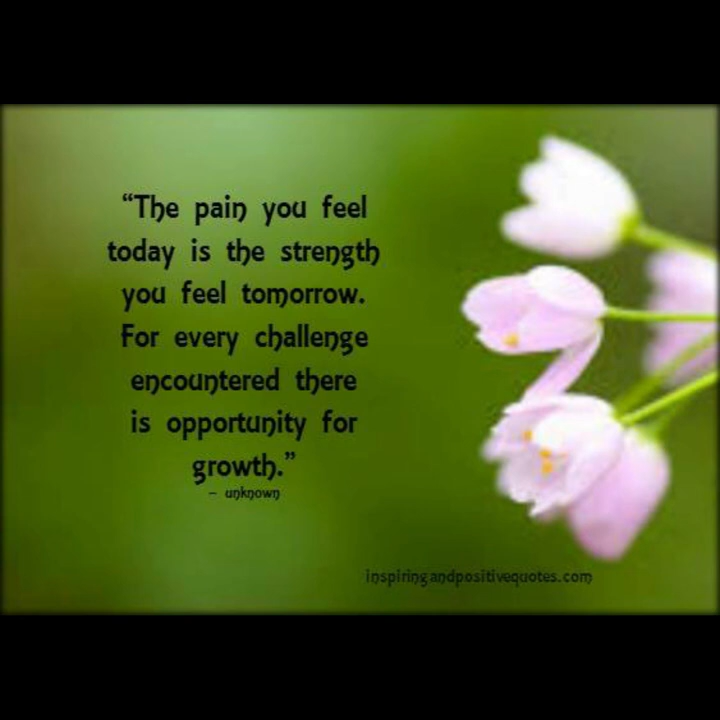 “The pain you feel
today is the strength
you feel tomorrow.
For every challenge
encountered there
is opportunity for
growth.”
- unknown
inspiringandpositivequotes.com